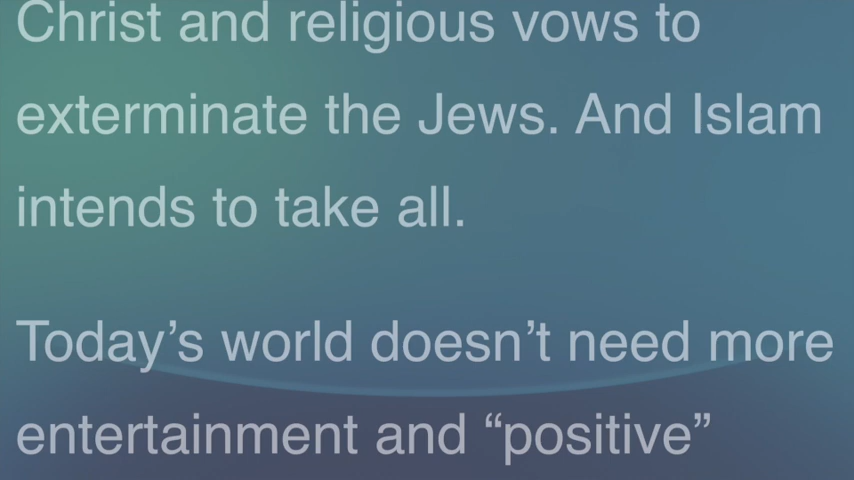 Christ and religious vows to
exterminate the Jews. And Islam
intends to take all.
Today’s world doesn’t need more
entertainment and “positive”